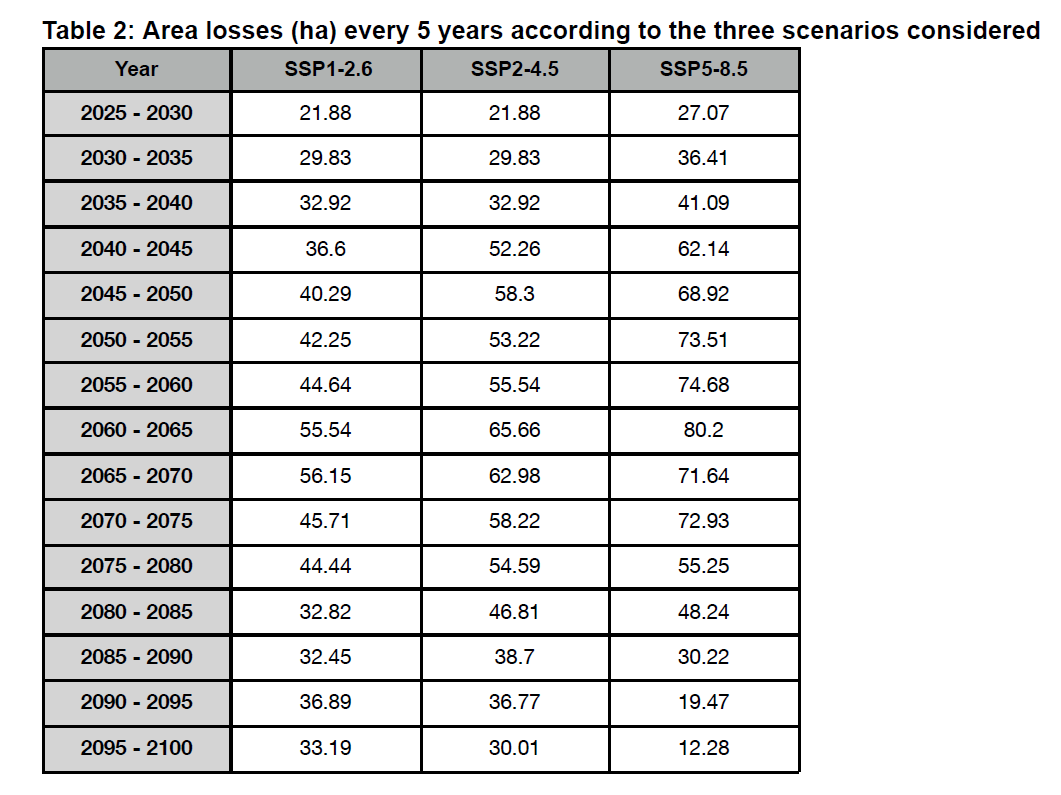 Table 2: Area losses (ha) every 5 years according to the three scenarios considered
Year SSP1-2.6 SSP2-4.5 SSP5-8.5
2025 - 2030 21.88 21.88 27.07
2030 - 2035 29.83 29.83 36.41
2035 - 2040 32.92 32.92 41.09
2040 - 2045 36.6 52.26 62.14
2045 - 2050 40.29 58.3 68.92
2050 - 2055 42.25 53.22 73.51
2055 - 2060 44.64 55.54 74.68
2060 - 2065 55.54 65.66 80.2
2065 - 2070 56.15 62.98 71.64
2070 - 2075 45.71 58.22 72.93
2075 - 2080 44.44 54.59 55.25
2080 - 2085 32.82 46.81 48.24
2085 - 2090 32.45 38.7 30.22
2090 - 2095 36.89 36.77 19.47
2095 - 2100 33.19 30.01 12.28